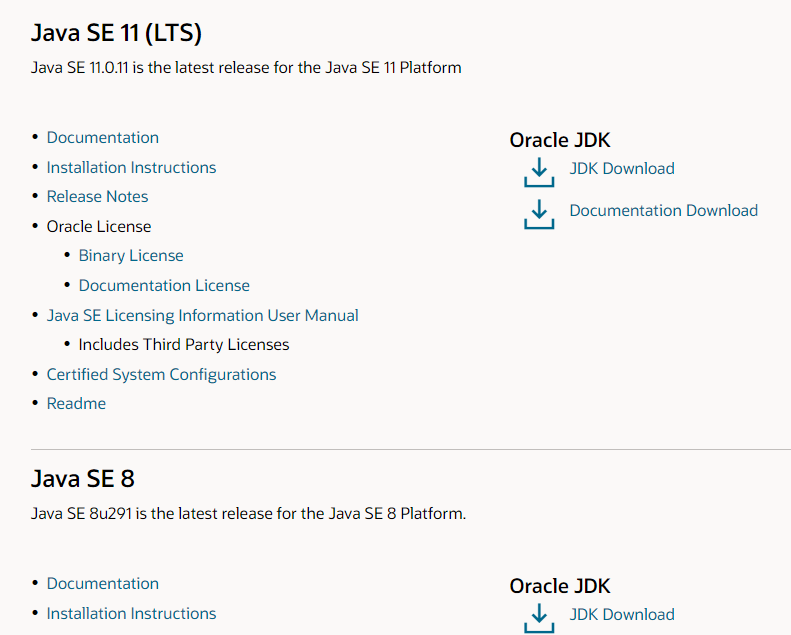 Java SE 11 (LTS)
Java SE 11.0.11 is the latest release for the Java SE 11 Platform
Documentation
Installation Instructions
Release Notes
Oracle License
Binary License
Documentation License
Java SE Licensing Information User Manual
Includes Third Party Licenses
Certified System Configurations
Readme
Oracle JDK
JDK Download
Documentation Download
Java SE 8
Java SE 8u291 is the latest release for the Java SE 8 Platform.
Documentation
Installation Instructions
Oracle JDK
JDK Download